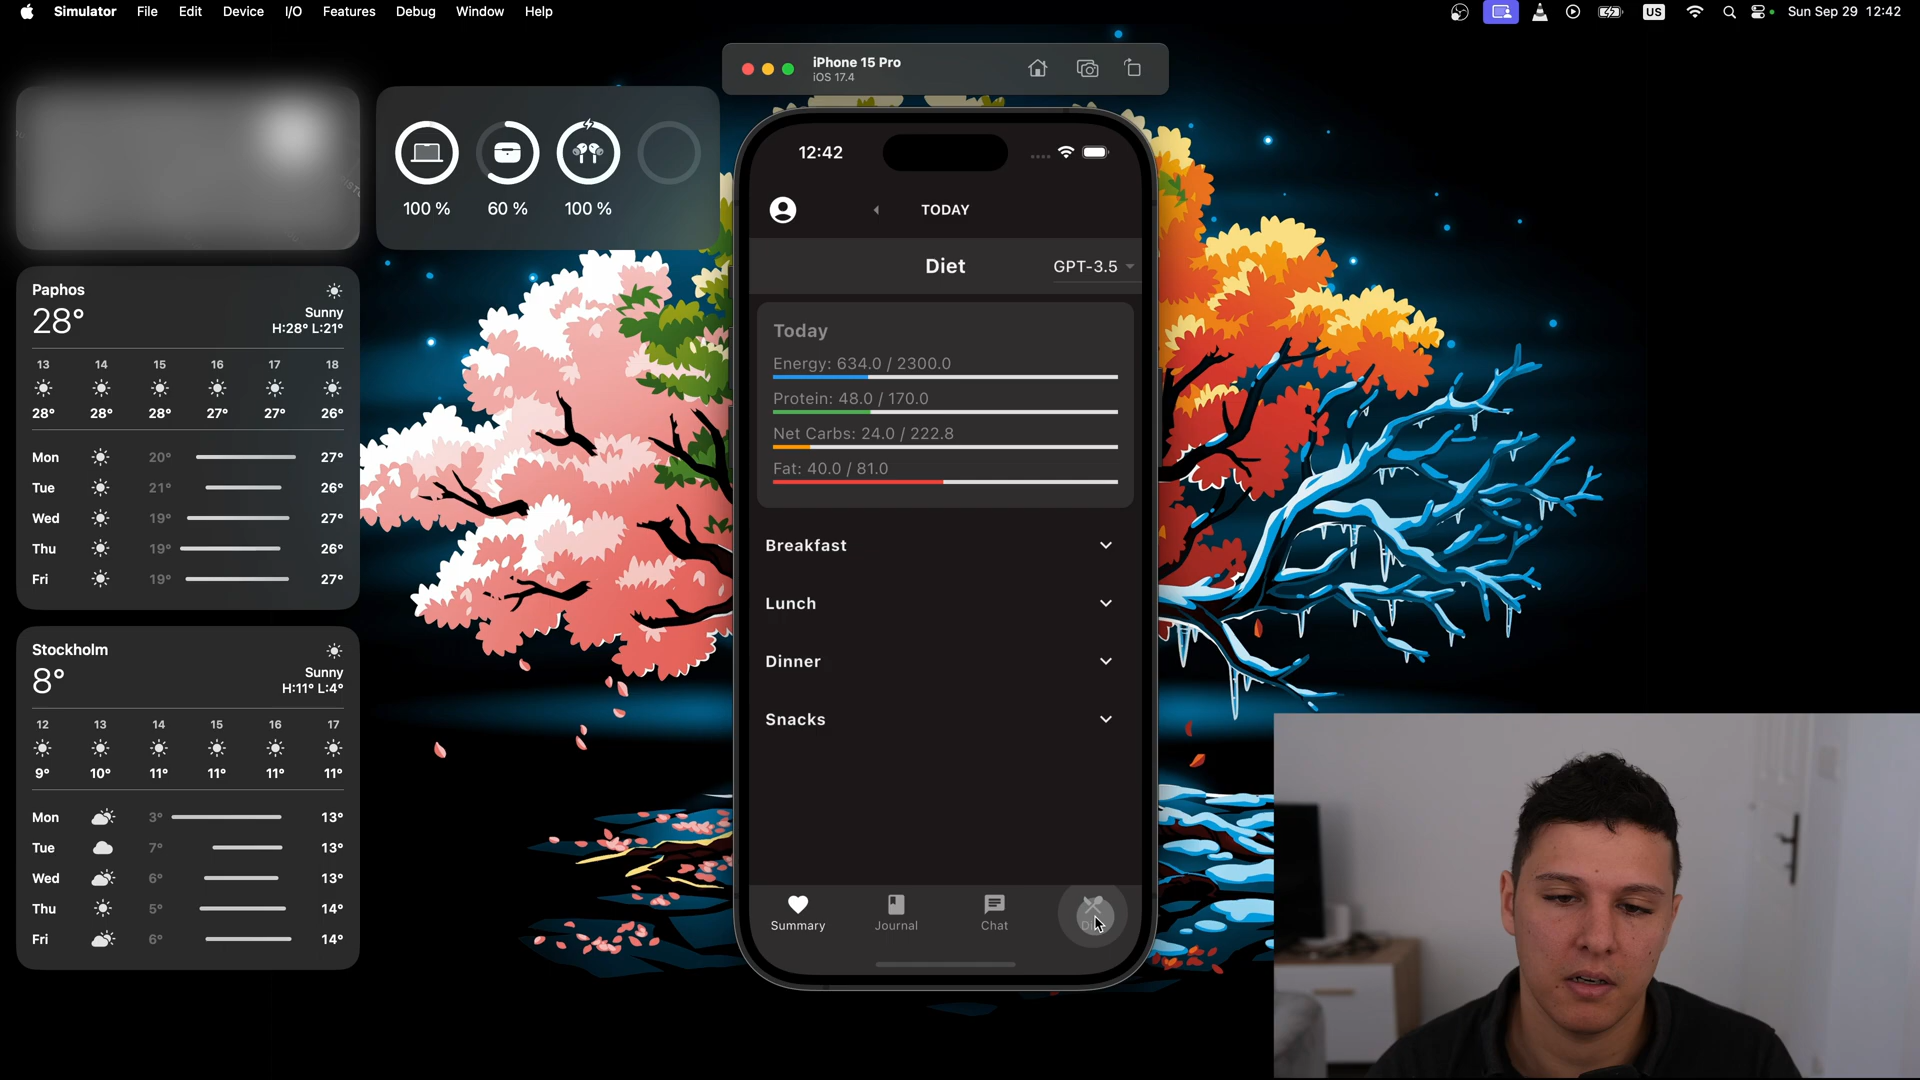 Simulator File Edit Device I/O Features Debug Window Help
US Sun Sep 29 12:42
iPhone 15 Pro
iOS 17.4
100 % 60 % 100 %
Paphos
28°
Sunny
H:28° L:21°
13 14 15 16 17 18
28° 28° 28° 27° 27° 26°
Mon 20° 27°
Tue 21° 26°
Wed 19° 27°
Thu 19° 26°
Fri 19° 27°
Stockholm
8°
Sunny
H:11° L:4°
12 13 14 15 16 17
9° 10° 11° 11° 11° 11°
Mon 3° 13°
Tue 7° 13°
Wed 6° 13°
Thu 5° 14°
Fri 6° 14°
12:42
TODAY
Diet GPT-3.5
Today
Energy: 634.0 / 2300.0
Protein: 48.0 / 170.0
Net Carbs: 24.0 / 222.8
Fat: 40.0 / 81.0
Breakfast
Lunch
Dinner
Snacks
Summary Journal Chat